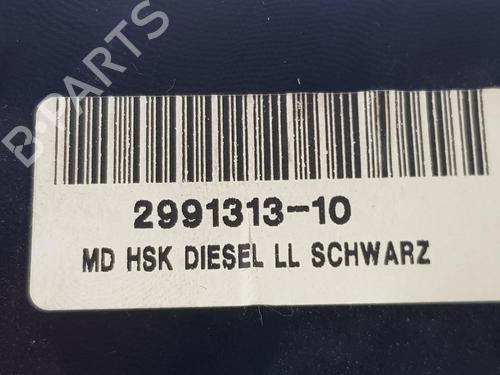 2991313-10
MD HSK DIESEL LL SCHWARZ
B-PARTS